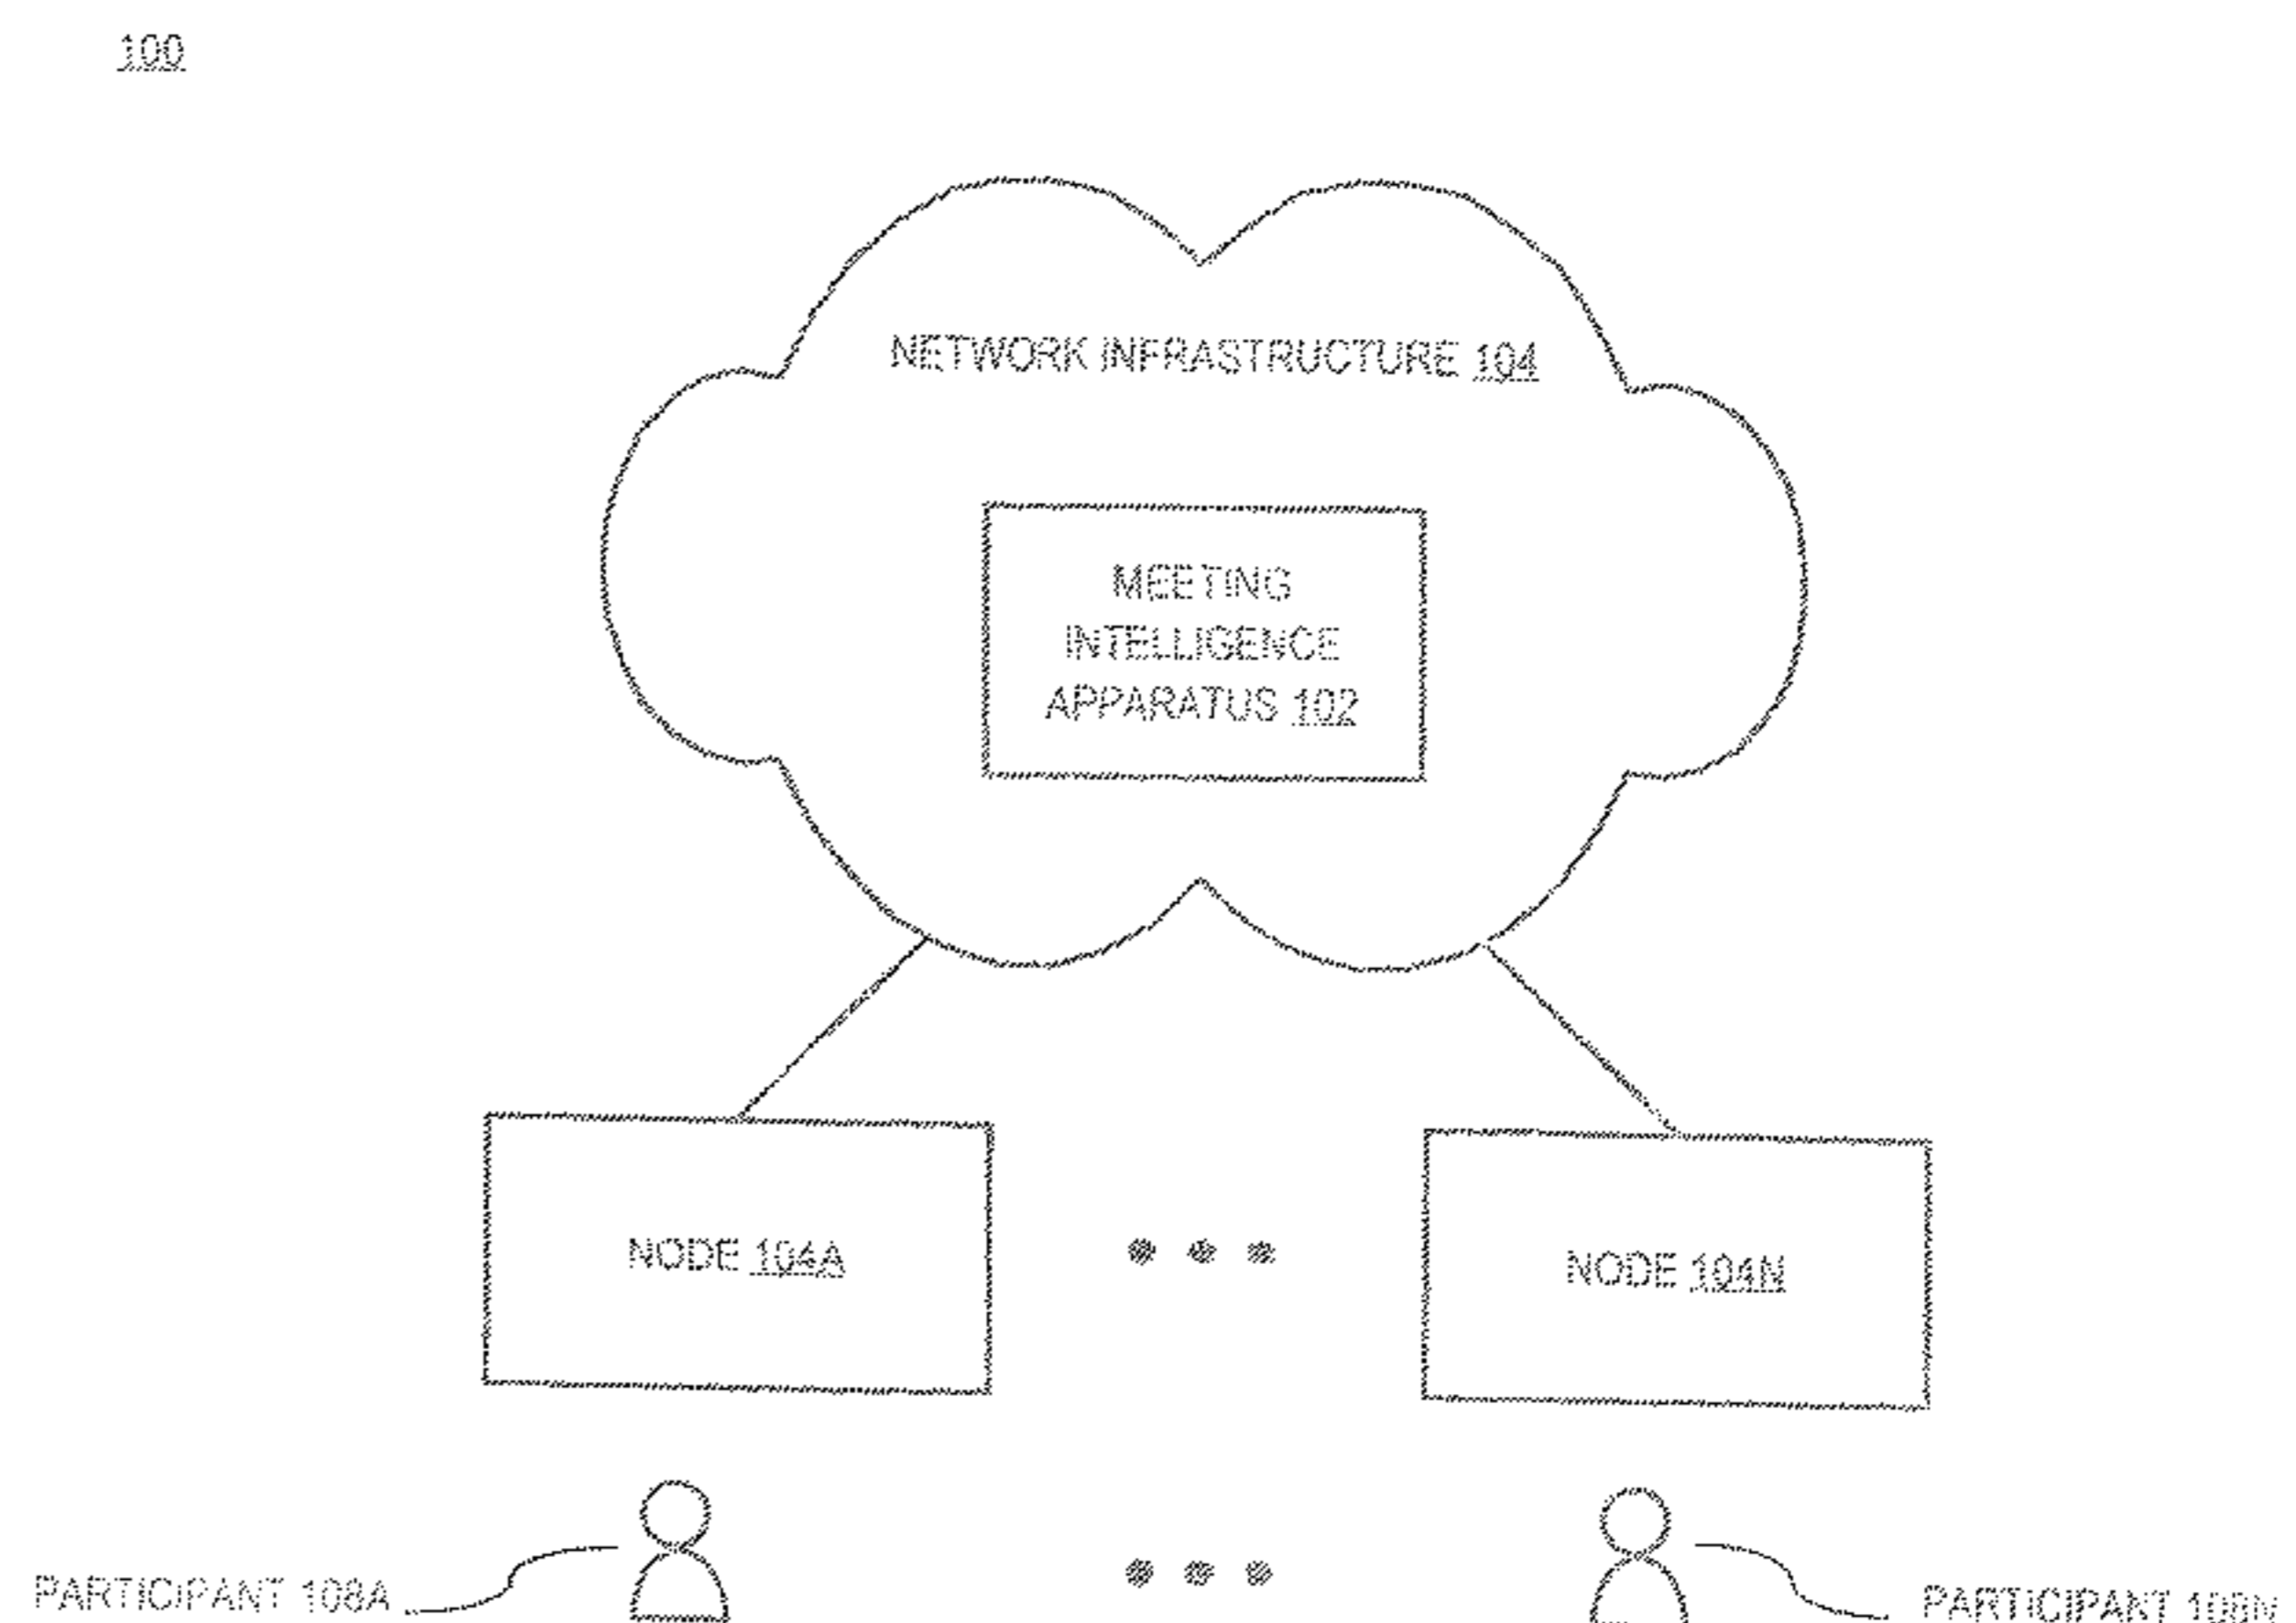 100
NETWORK INFRASTRUCTURE 104
MEETING
INTELLIGENCE
APPARATUS 102
NODE 104A
NODE 104N
PARTICIPANT 108A
PARTICIPANT 108N